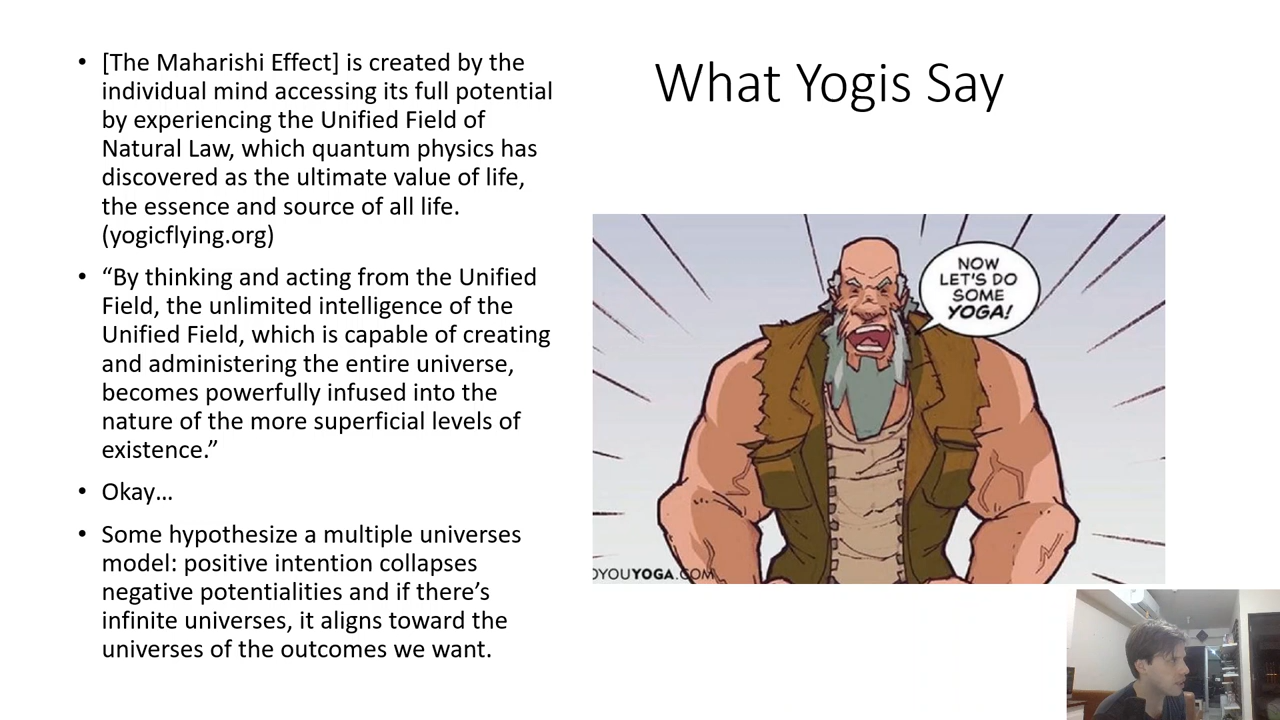 What Yogis Say
• [The Maharishi Effect] is created by the
individual mind accessing its full potential
by experiencing the Unified Field of
Natural Law, which quantum physics has
discovered as the ultimate value of life,
the essence and source of all life.
(yogicflying.org)
• “By thinking and acting from the Unified
Field, the unlimited intelligence of the
Unified Field, which is capable of creating
and administering the entire universe,
becomes powerfully infused into the
nature of the more superficial levels of
existence.”
• Okay…
• Some hypothesize a multiple universes
model: positive intention collapses
negative potentialities and if there’s
infinite universes, it aligns toward the
universes of the outcomes we want.
NOW
LET'S DO
SOME
YOGA!
OYOUYOGA.COM